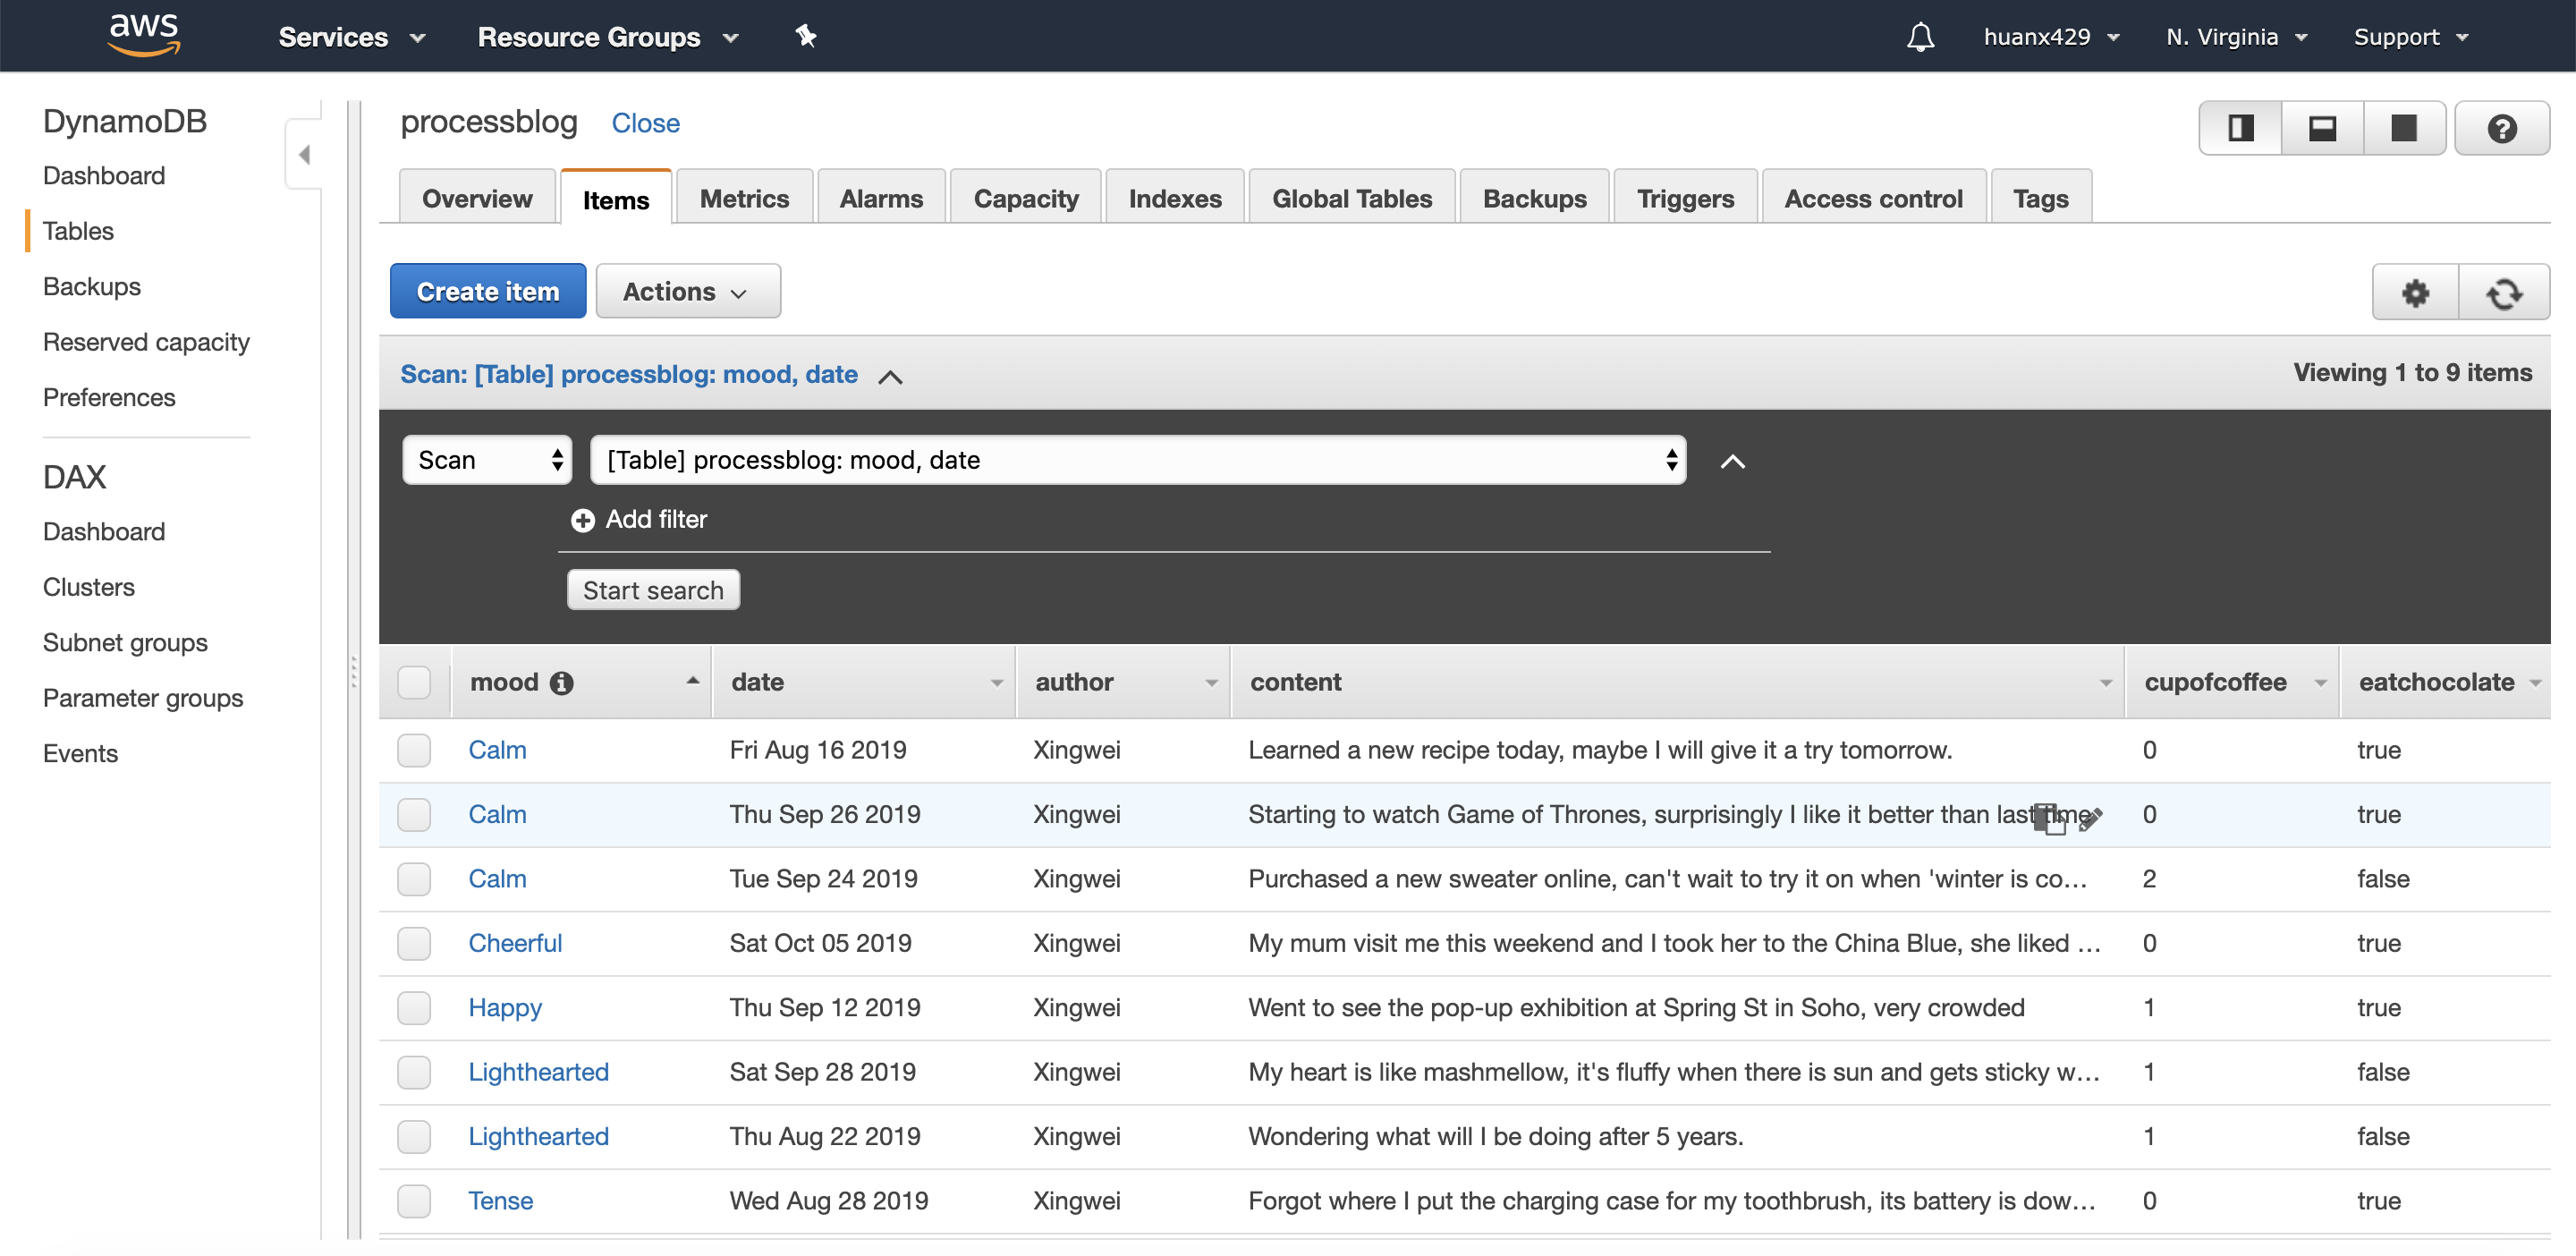 aws Services Resource Groups huanx429 N. Virginia Support
DynamoDB
Dashboard
Tables
Backups
Reserved capacity
Preferences
DAX
Dashboard
Clusters
Subnet groups
Parameter groups
Events
processblog Close
Overview Items Metrics Alarms Capacity Indexes Global Tables Backups Triggers Access control Tags
Create item Actions
Scan: [Table] processblog: mood, date Viewing 1 to 9 items
Scan [Table] processblog: mood, date
Add filter
Start search
mood date author content cupofcoffee eatchocolate
Calm Fri Aug 16 2019 Xingwei Learned a new recipe today, maybe I will give it a try tomorrow. 0 true
Calm Thu Sep 26 2019 Xingwei Starting to watch Game of Thrones, surprisingly I like it better than last time 0 true
Calm Tue Sep 24 2019 Xingwei Purchased a new sweater online, can't wait to try it on when 'winter is co... 2 false
Cheerful Sat Oct 05 2019 Xingwei My mum visit me this weekend and I took her to the China Blue, she liked ... 0 true
Happy Thu Sep 12 2019 Xingwei Went to see the pop-up exhibition at Spring St in Soho, very crowded 1 true
Lighthearted Sat Sep 28 2019 Xingwei My heart is like mashmellow, it's fluffy when there is sun and gets sticky w... 1 false
Lighthearted Thu Aug 22 2019 Xingwei Wondering what will I be doing after 5 years. 1 false
Tense Wed Aug 28 2019 Xingwei Forgot where I put the charging case for my toothbrush, its battery is dow... 0 true